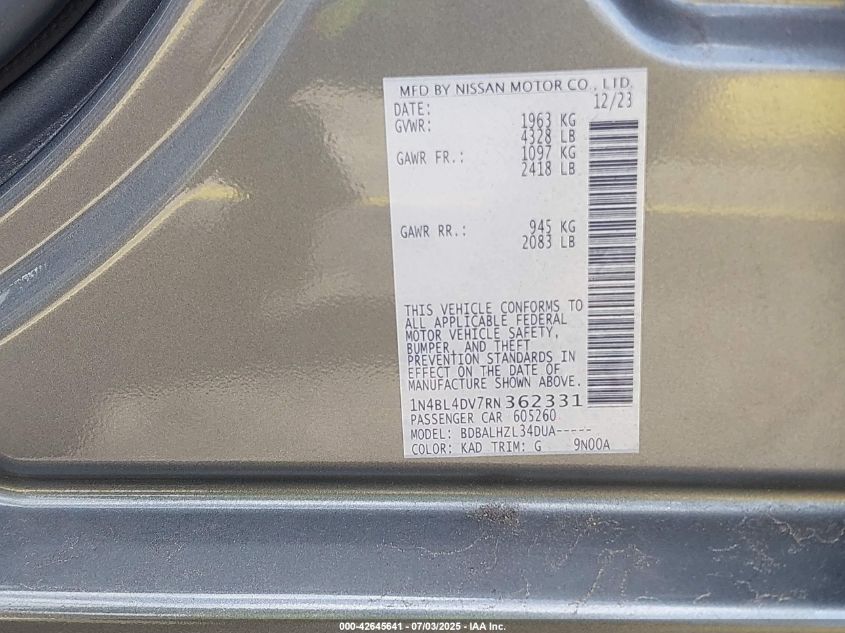 MFD BY NISSAN MOTOR CO., LTD.
DATE: 12/23
GVWR: 1963 KG
4328 LB
GAWR FR.: 1097 KG
2418 LB
GAWR RR.: 945 KG
2083 LB
THIS VEHICLE CONFORMS TO
ALL APPLICABLE FEDERAL
MOTOR VEHICLE SAFETY,
BUMPER, AND THEFT
PREVENTION STANDARDS IN
EFFECT ON THE DATE OF
MANUFACTURE SHOWN ABOVE.
1N4BL4DV7RN362331
PASSENGER CAR 605260
MODEL: BDBALHZL34DUA-----
COLOR: KAD TRIM: G 9N00A
000-42645641 - 07/03/2025 - IAA Inc.